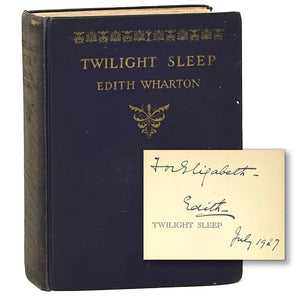 TWILIGHT SLEEP
EDITH WHARTON
For Elizabeth -
Edith -
TWILIGHT SLEEP
July 1927